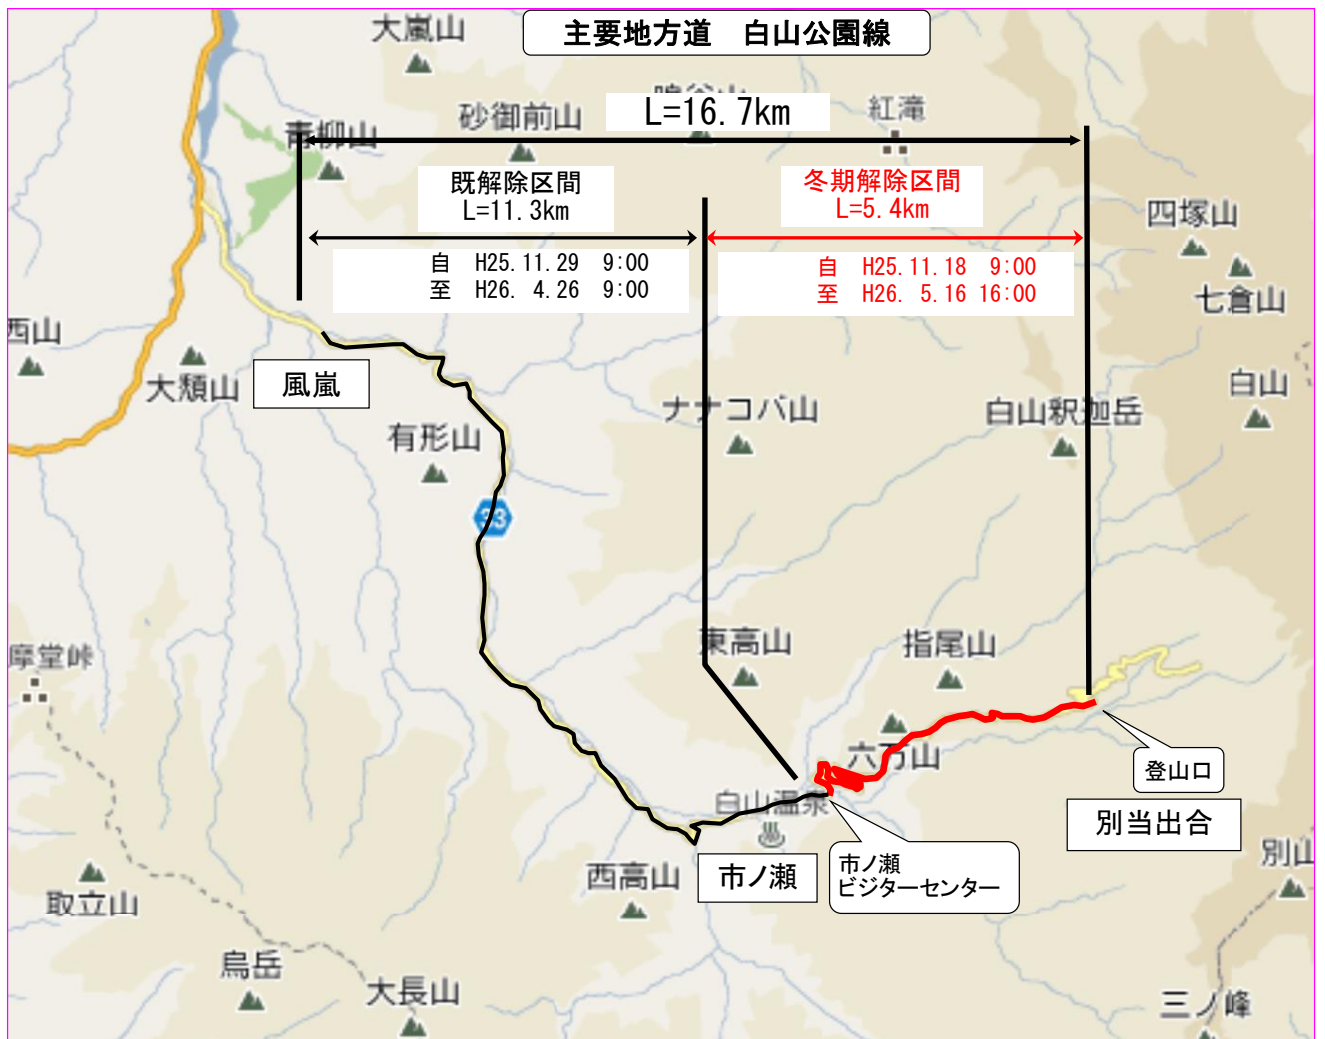 主要地方道　白山公園線
大嵐山
L=16.7km
砂御前山
紅滝
青柳山
既解除区間
L=11.3km
冬期解除区間
L=5.4km
四塚山
自　H25.11.29　9:00
至　H26. 4.26　9:00
自　H25.11.18　9:00
至　H26. 5.16 16:00
七倉山
西山
大頽山
風嵐
ナナコバ山
白山釈迦岳
白山
有形山
33
東高山
指尾山
摩堂峠
六万山
登山口
白山温泉
別当出合
市ノ瀬
西高山
市ノ瀬
ビジターセンター
別山
取立山
烏岳
大長山
三ノ峰